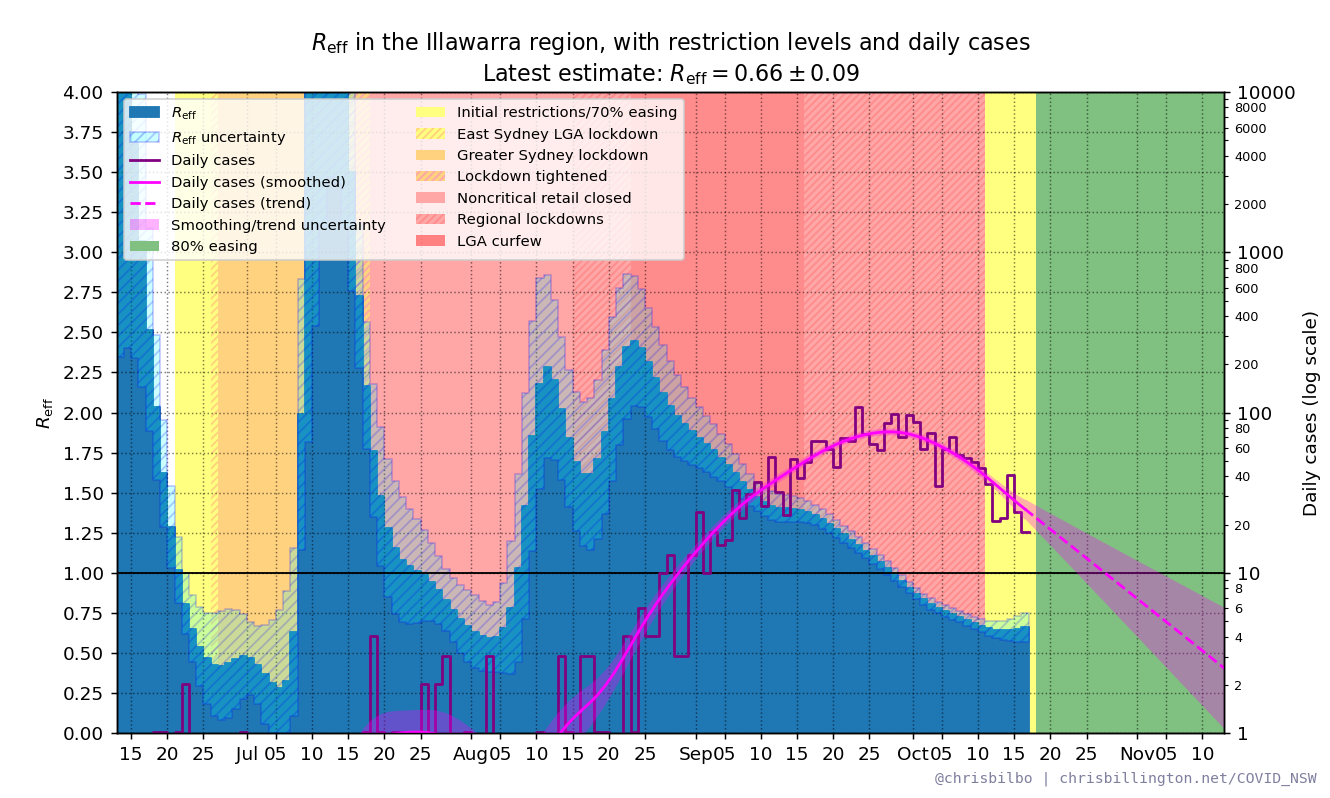 R_eff in the Illawarra region, with restriction levels and daily cases
Latest estimate: R_eff = 0.66 ± 0.09
R_eff
R_eff uncertainty
Daily cases
Daily cases (smoothed)
Daily cases (trend)
Smoothing/trend uncertainty
80% easing
Initial restrictions/70% easing
East Sydney LGA lockdown
Greater Sydney lockdown
Lockdown tightened
Noncritical retail closed
Regional lockdowns
LGA curfew
R_eff
4.00
3.75
3.50
3.25
3.00
2.75
2.50
2.25
2.00
1.75
1.50
1.25
1.00
0.75
0.50
0.25
0.00
10000
8000
6000
4000
2000
1000
800
600
400
200
100
80
60
40
20
10
8
6
4
2
1
Daily cases (log scale)
15 20 25 Jul 05 10 15 20 25 Aug 05 10 15 20 25 Sep 05 10 15 20 25 Oct 05 10 15 20 25 Nov 05 10
@chrisbilbo | chrisbillington.net/COVID_NSW